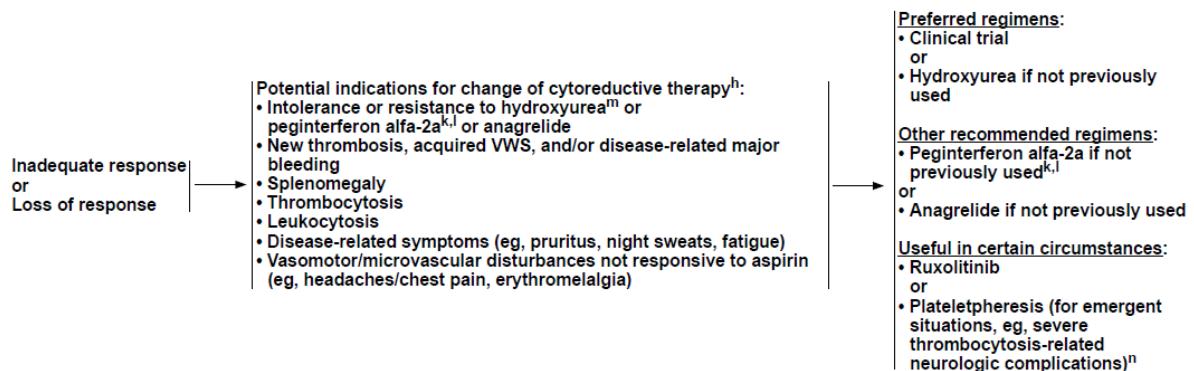 Inadequate response
or
Loss of response
Potential indications for change of cytoreductive therapyʰ:
• Intolerance or resistance to hydroxyureaᵐ or
peginterferon alfa-2aᵏ,ˡ or anagrelide
• New thrombosis, acquired VWS, and/or disease-related major
bleeding
• Splenomegaly
• Thrombocytosis
• Leukocytosis
• Disease-related symptoms (eg, pruritus, night sweats, fatigue)
• Vasomotor/microvascular disturbances not responsive to aspirin
(eg, headaches/chest pain, erythromelalgia)
Preferred regimens:
• Clinical trial
or
• Hydroxyurea if not previously
used
Other recommended regimens:
• Peginterferon alfa-2a if not
previously usedᵏ,ˡ
or
• Anagrelide if not previously used
Useful in certain circumstances:
• Ruxolitinib
or
• Plateletpheresis (for emergent
situations, eg, severe
thrombocytosis-related
neurologic complications)ⁿ